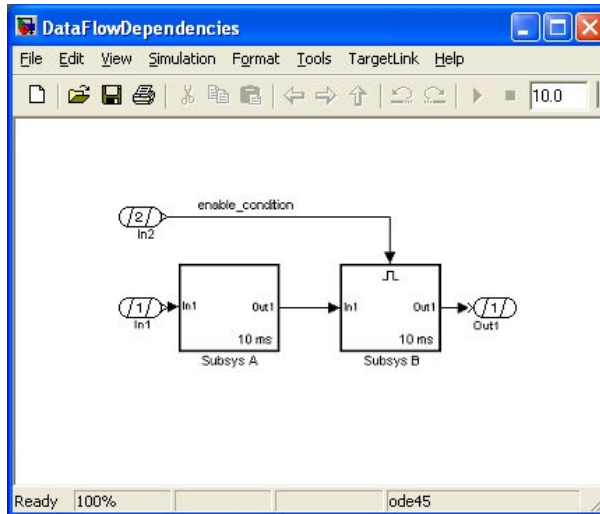 DataFlowDependencies
File Edit View Simulation Format Tools TargetLink Help
10.0
enable_condition
/2/
In2
/1/ In1 Out1 In1 Out1 /1/
In1 Out1
10 ms 10 ms
Subsys A Subsys B
Ready 100% ode45